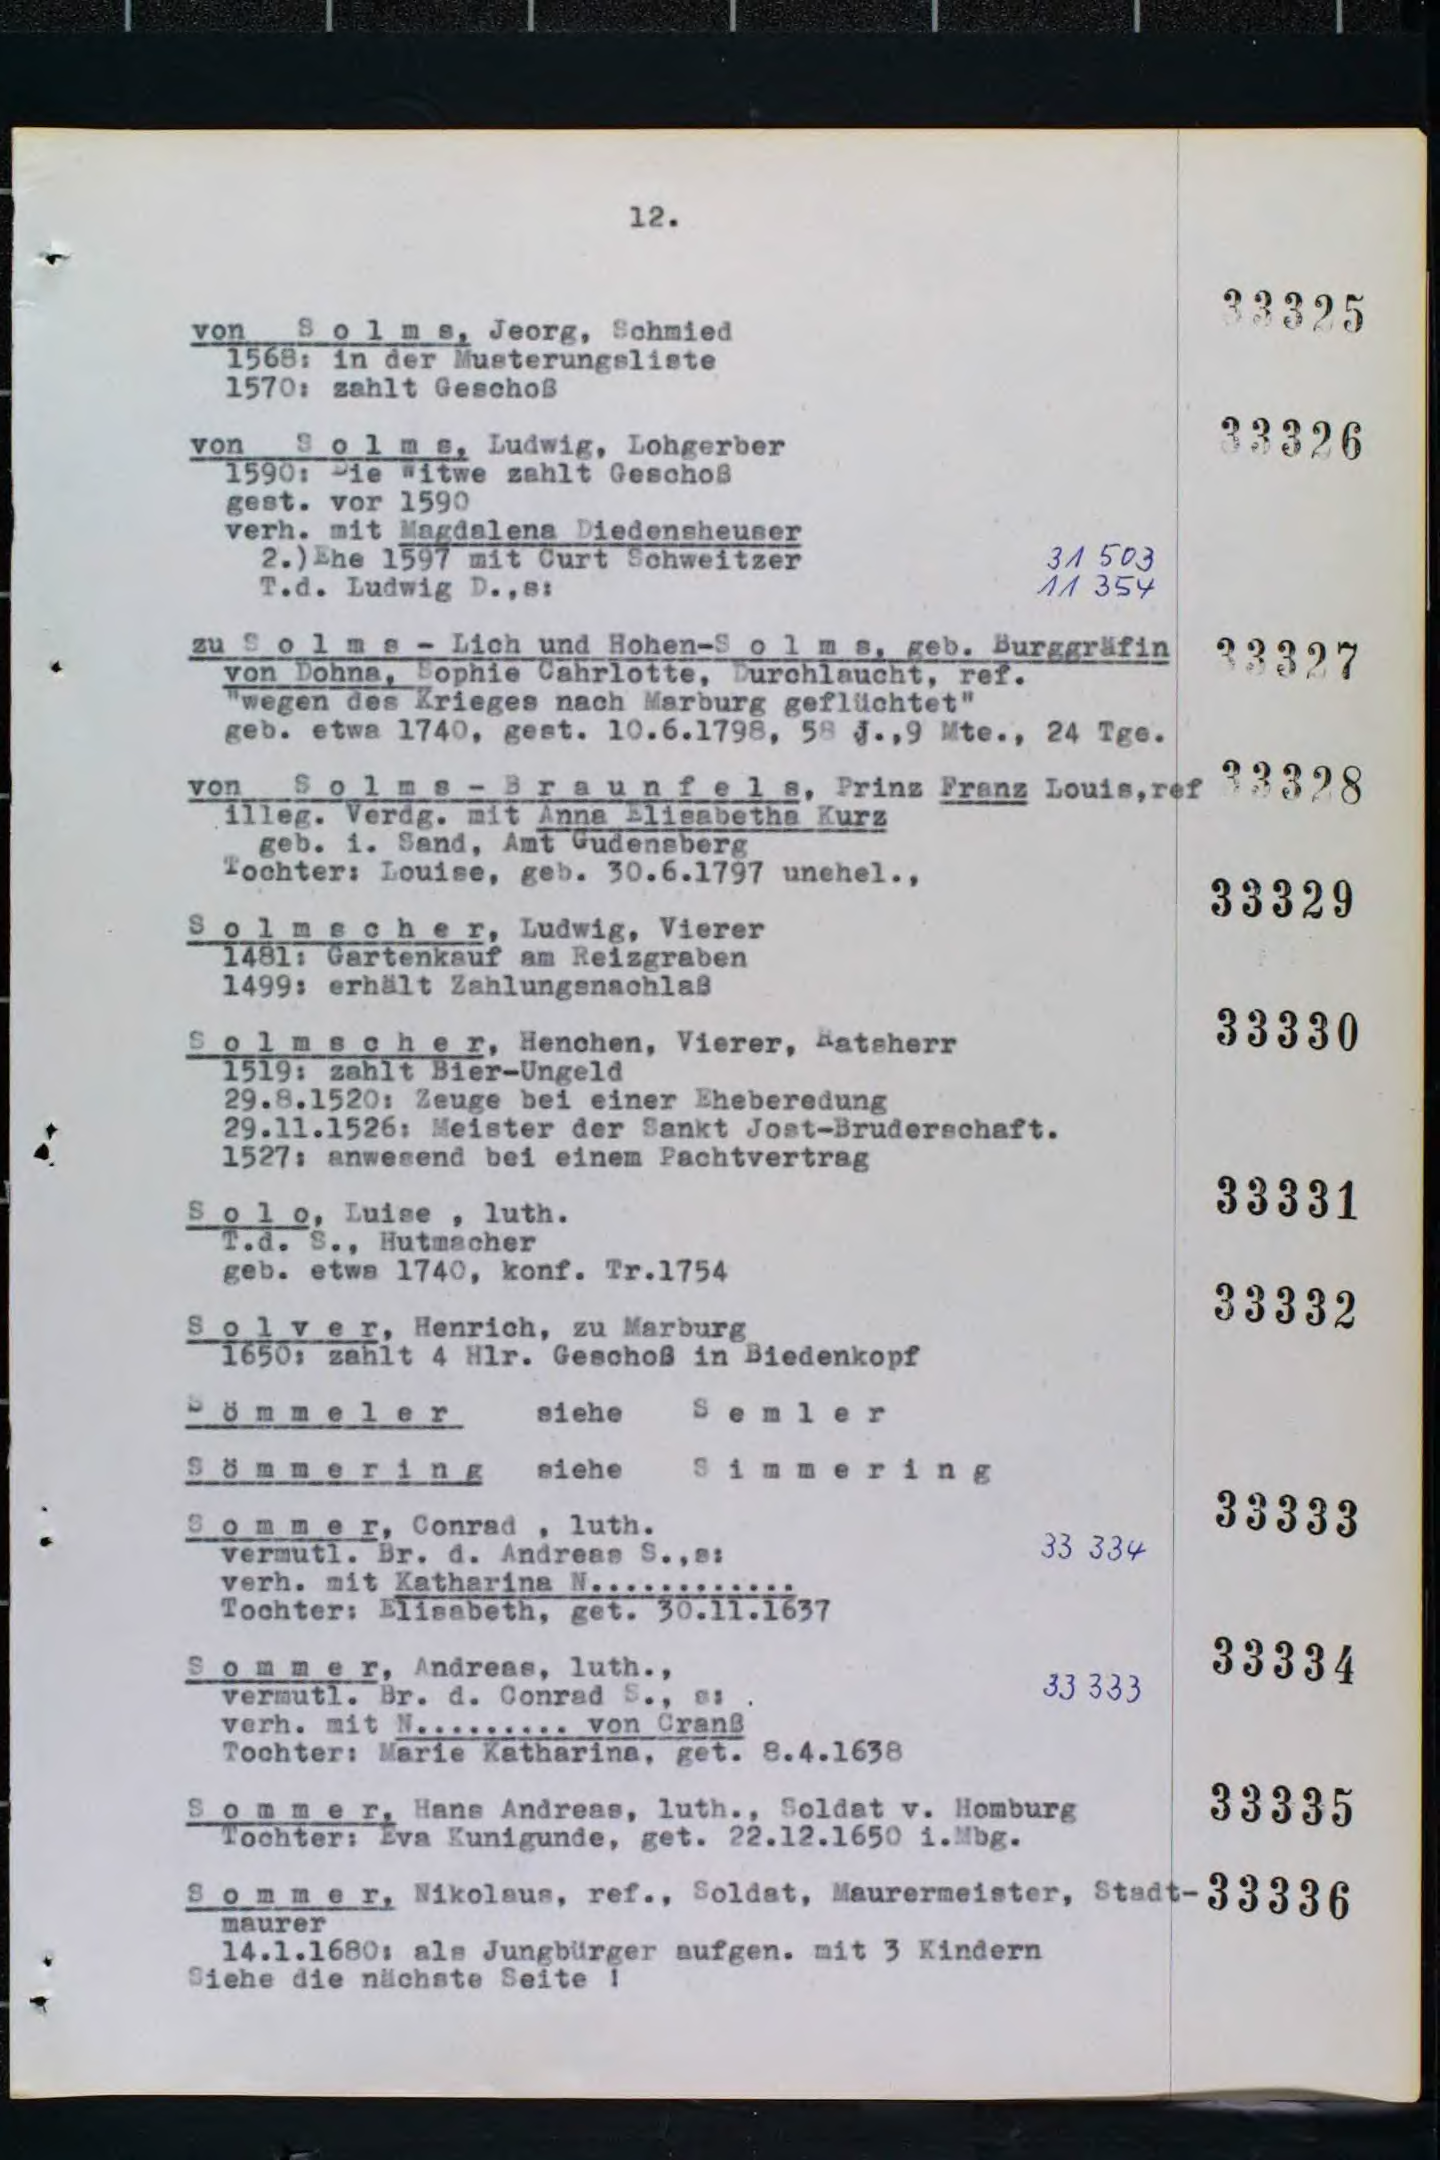 12.
von S o l m s, Jeorg, Schmied 33325
1568: in der Musterungsliste
1570: zahlt Geschoß
von S o l m s, Ludwig, Lohgerber 33326
1590: Die Witwe zahlt Geschoß
gest. vor 1590
verh. mit Magdalena Diedensheuser
2.)Ehe 1597 mit Curt Schweitzer 31 503
T.d. Ludwig D.,s: 11 354
zu S o l m s - Lich und Hohen-S o l m s, geb. Burggräfin 33327
von Dohna, Sophie Cahrlotte, Durchlaucht, ref.
"wegen des Krieges nach Marburg geflüchtet"
geb. etwa 1740, gest. 10.6.1798, 58 J.,9 Mte., 24 Tge.
von S o l m s - B r a u n f e l s, Prinz Franz Louis,ref 33328
illeg. Verdg. mit Anna Elisabetha Kurz
geb. i. Sand, Amt Gudensberg
Tochter: Louise, geb. 30.6.1797 unehel.,
S o l m s c h e r, Ludwig, Vierer 33329
1481: Gartenkauf am Reizgraben
1499: erhält Zahlungsnachlaß
S o l m s c h e r, Henchen, Vierer, Ratsherr 33330
1519: zahlt Bier-Ungeld
29.8.1520: Zeuge bei einer Eheberedung
29.11.1526: Meister der Sankt Jost-Bruderschaft.
1527: anwesend bei einem Pachtvertrag
S o l o, Luise , luth. 33331
T.d. S., Hutmacher
geb. etwa 1740, konf. Tr.1754
S o l v e r, Henrich, zu Marburg 33332
1650: zahlt 4 Hlr. Geschoß in Biedenkopf
S ö m m e l e r siehe S e m l e r
S ö m m e r i n g siehe S i m m e r i n g
S o m m e r, Conrad , luth. 33333
vermutl. Br. d. Andreas S.,s: 33 334
verh. mit Katharina N............
Tochter: Elisabeth, get. 30.11.1637
S o m m e r, Andreas, luth., 33334
vermutl. Br. d. Conrad S., s: . 33 333
verh. mit N.......... von Cranß
Tochter: Marie Katharina, get. 8.4.1638
S o m m e r, Hans Andreas, luth., Soldat v. Homburg 33335
Tochter: Eva Kunigunde, get. 22.12.1650 i.Mbg.
S o m m e r, Nikolaus, ref., Soldat, Maurermeister, Stadt- 33336
maurer
14.1.1680: als Jungbürger aufgen. mit 3 Kindern
Siehe die nächste Seite !